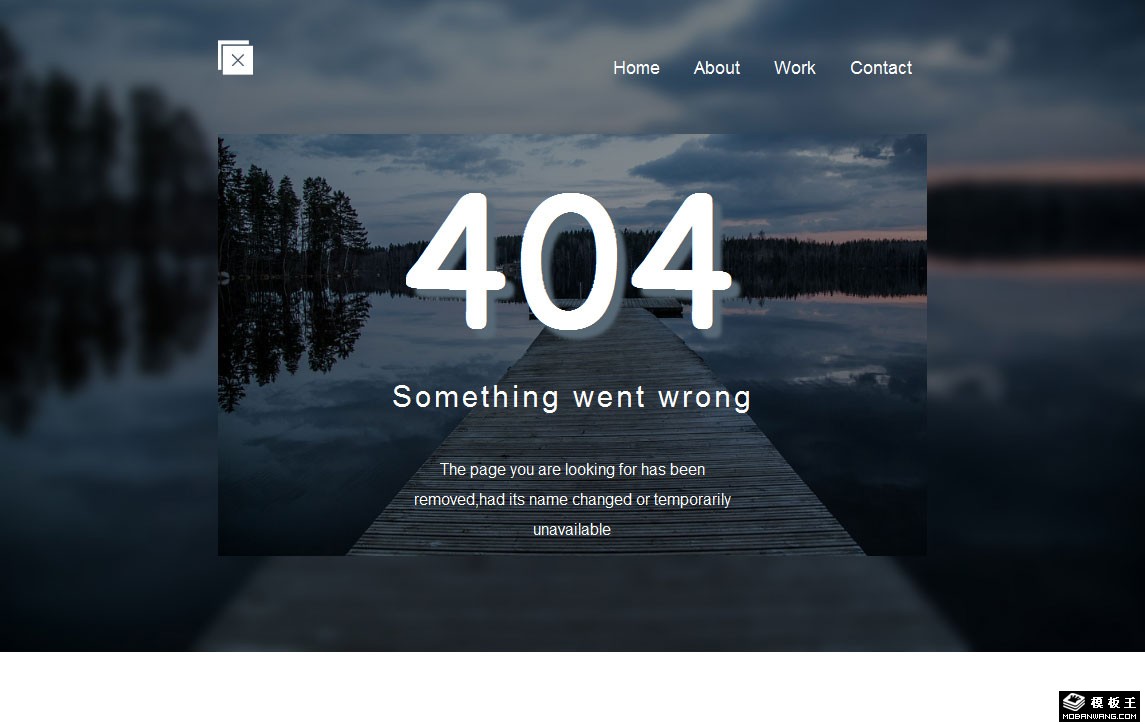 Home About Work Contact
404
Something went wrong
The page you are looking for has been
removed,had its name changed or temporarily
unavailable
模板王
MOBANWANG.COM